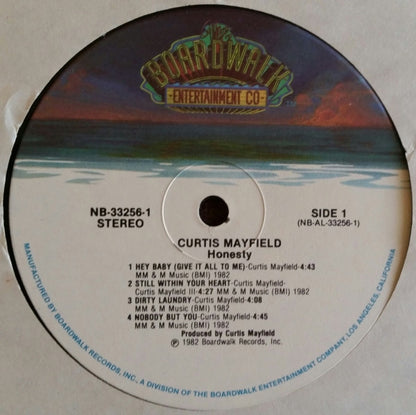 The
BOARDWALK
-ENTERTAINMENT CO-
NB-33256-1
STEREO
SIDE 1
(NB-AL-33256-1)
CURTIS MAYFIELD
Honesty
1 HEY BABY (GIVE IT ALL TO ME)-Curtis Mayfield-4:43
MM & M Music (BMI) 1982
2 STILL WITHIN YOUR HEART-Curtis Mayfield-
Curtis Mayfield III-4:27 MM & M Music (BMI) 1982
3 DIRTY LAUNDRY-Curtis Mayfield-4:08
MM & M Music (BMI) 1982
4 NOBODY BUT YOU-Curtis Mayfield-4:45
MM & M Music (BMI) 1982
Produced by Curtis Mayfield
℗ 1982 Boardwalk Records, Inc.
MANUFACTURED BY BOARDWALK RECORDS, INC., A DIVISION OF THE BOARDWALK ENTERTAINMENT COMPANY, LOS ANGELES, CALIFORNIA